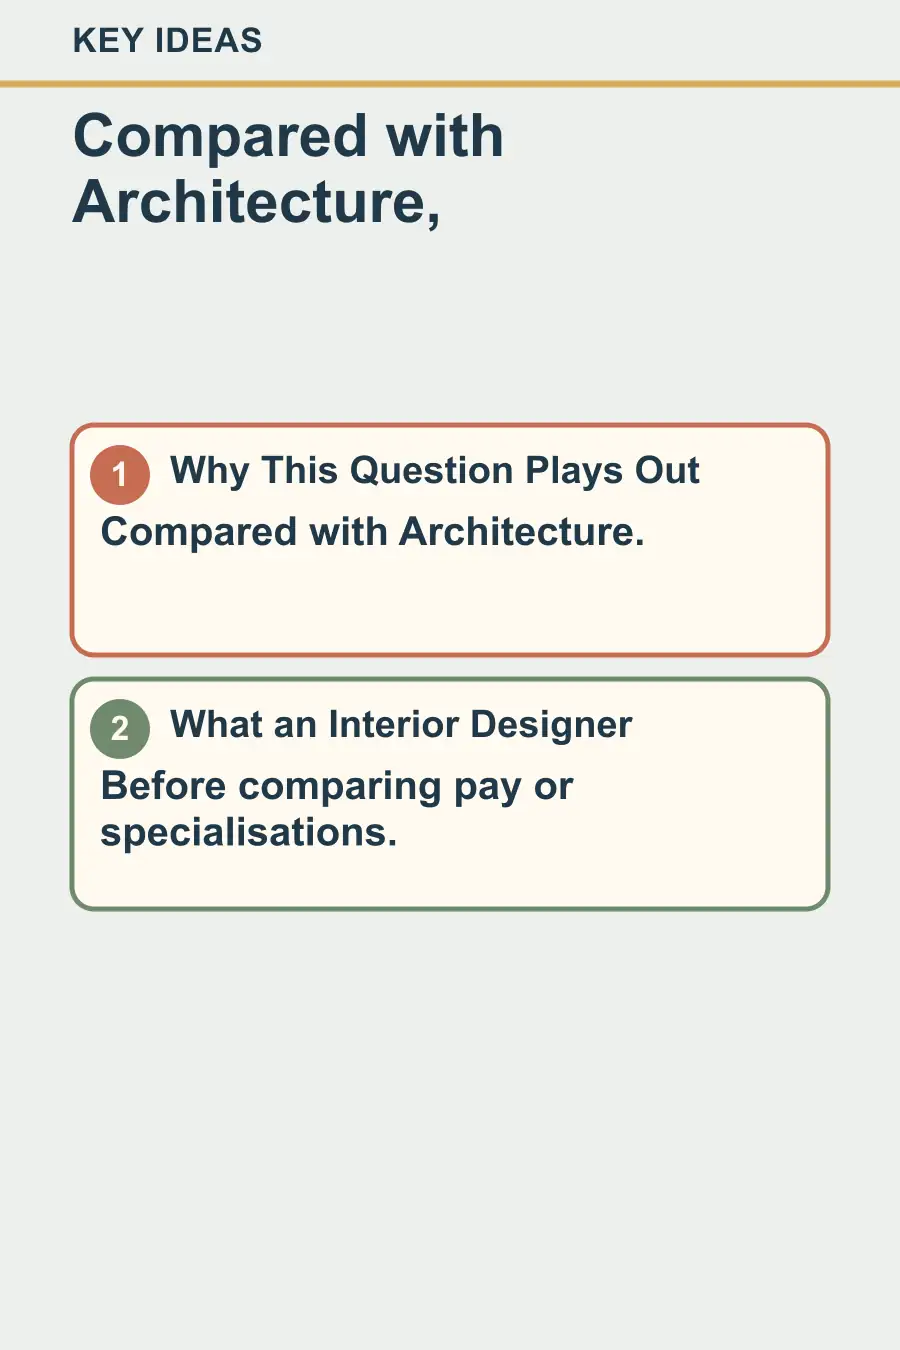 KEY IDEAS
Compared with
Architecture,
1 Why This Question Plays Out
Compared with Architecture.
2 What an Interior Designer
Before comparing pay or
specialisations.